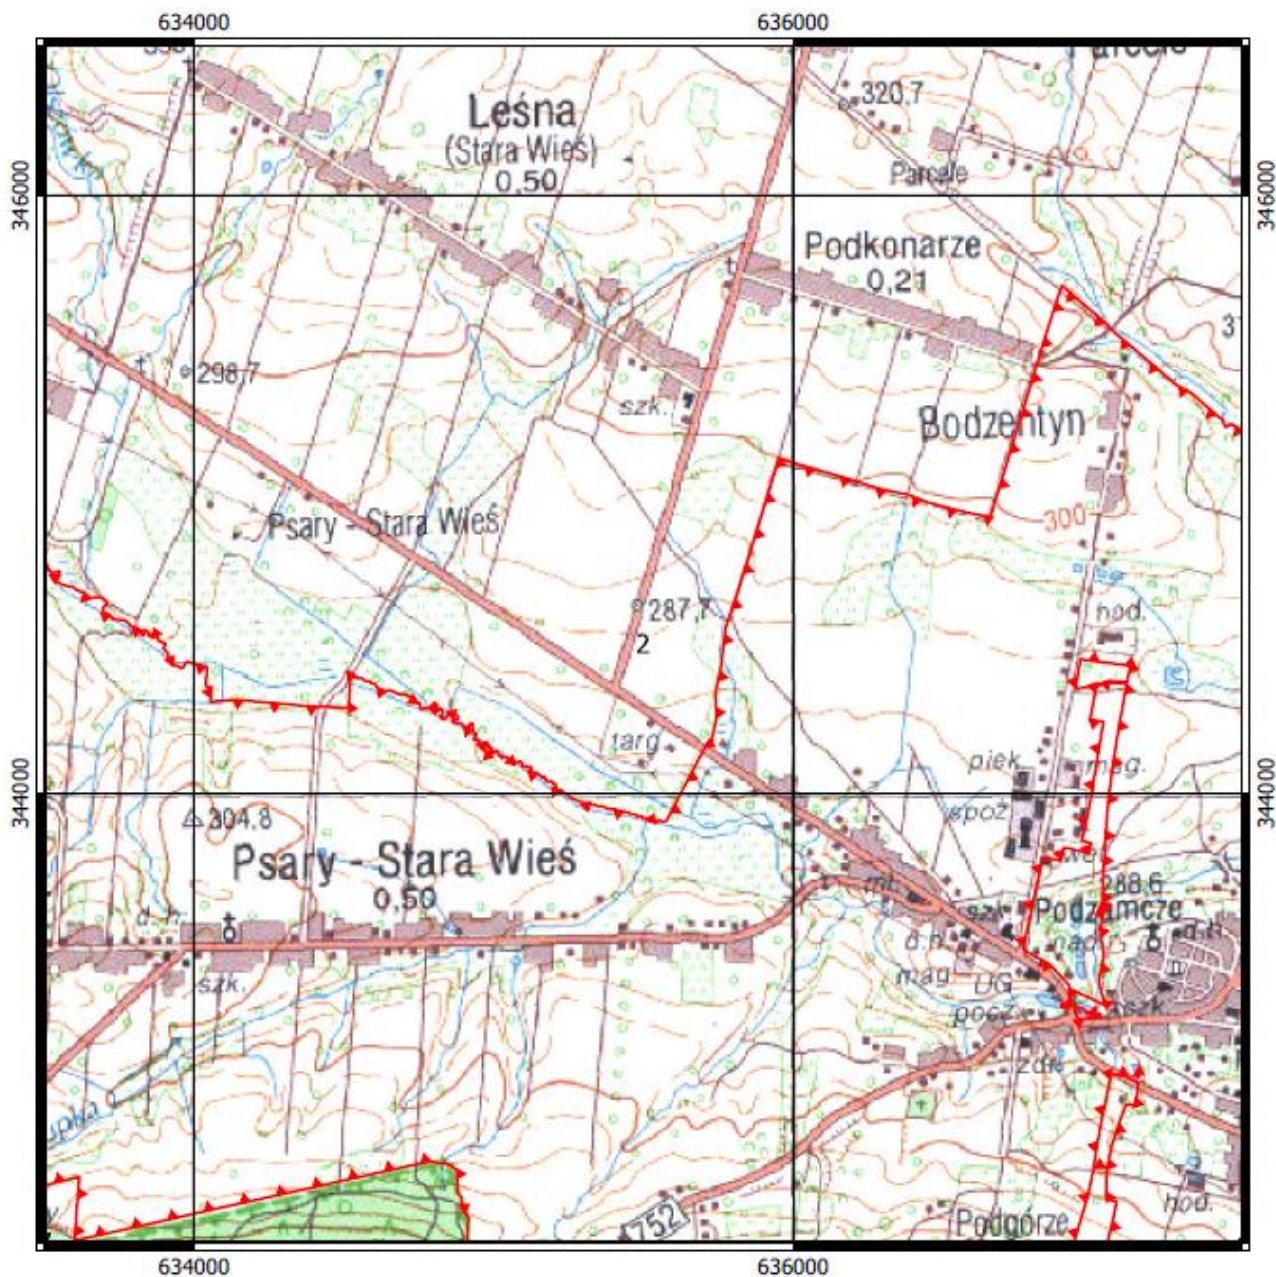 634000
636000
Leśna
(Stara Wieś)
0,50
320,7
Parcele
346000
346000
Podkonarze
0,21
298,7
szk.
Bodzentyn
Psary - Stara Wieś
300
287,7
2
hod.
targ.
piek.
mag.
344000
344000
304.8
spoż.
Psary - Stara Wieś
0,50
288,6
Podzamcze
d.h.
szk.
d.h.
szk.
mag.
UG
szk.
752
Podgórze
hod.
634000
636000